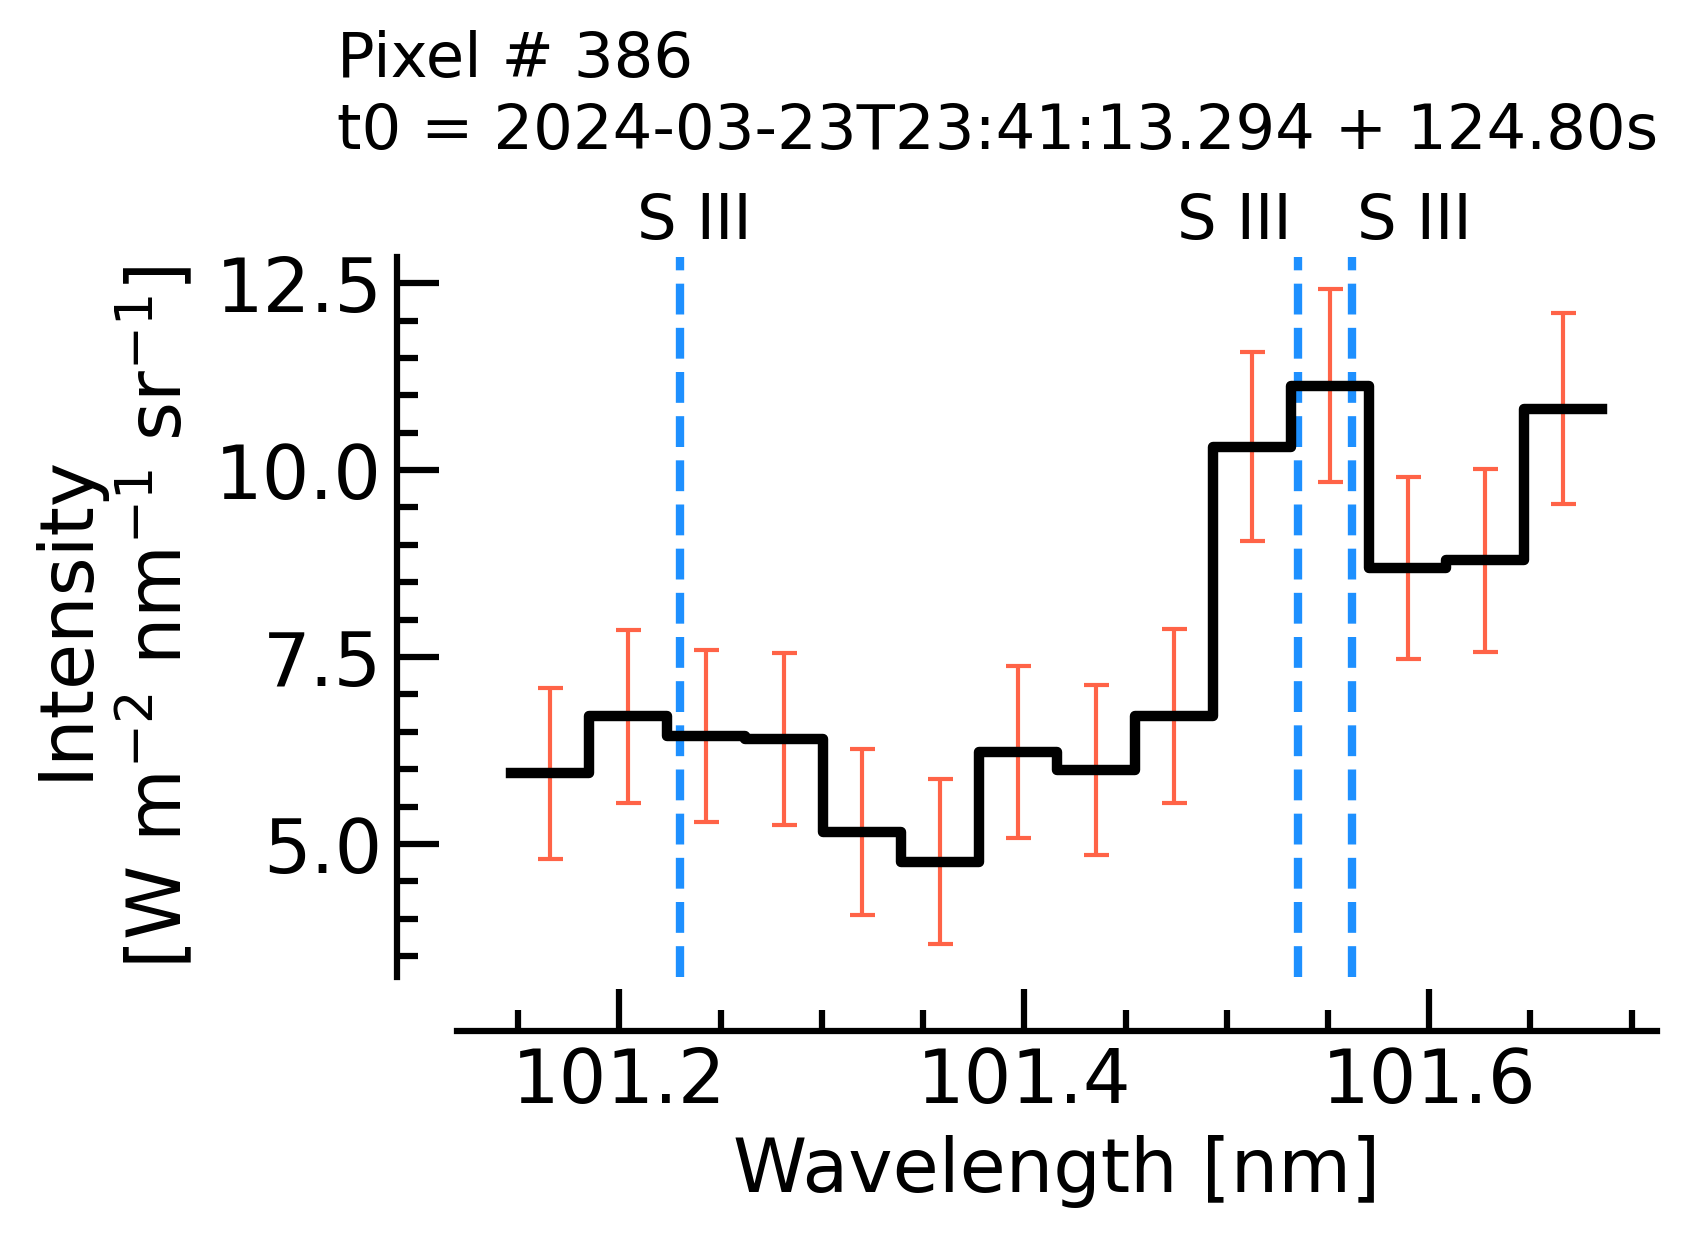 Pixel # 386
t0 = 2024-03-23T23:41:13.294 + 124.80s
S III S III S III
Intensity
[W m⁻² nm⁻¹ sr⁻¹]
12.5
10.0
7.5
5.0
101.2 101.4 101.6
Wavelength [nm]